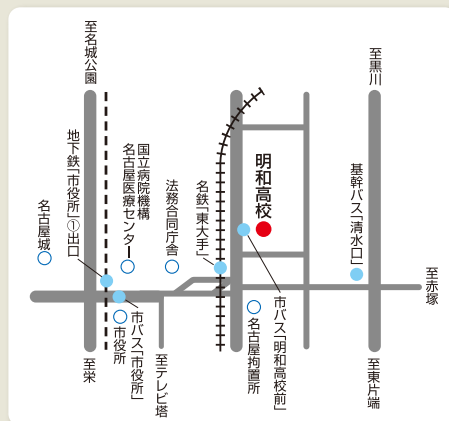 至名城公園
至黒川
地下鉄「市役所」①出口
国立病院機構
名古屋医療センター
法務合同庁舎
名鉄「東大手」
明和高校
基幹バス「清水口」
名古屋城
至赤塚
市役所
市バス「市役所」
名古屋拘置所
市バス「明和高校前」
至栄
至テレビ塔
至東片端